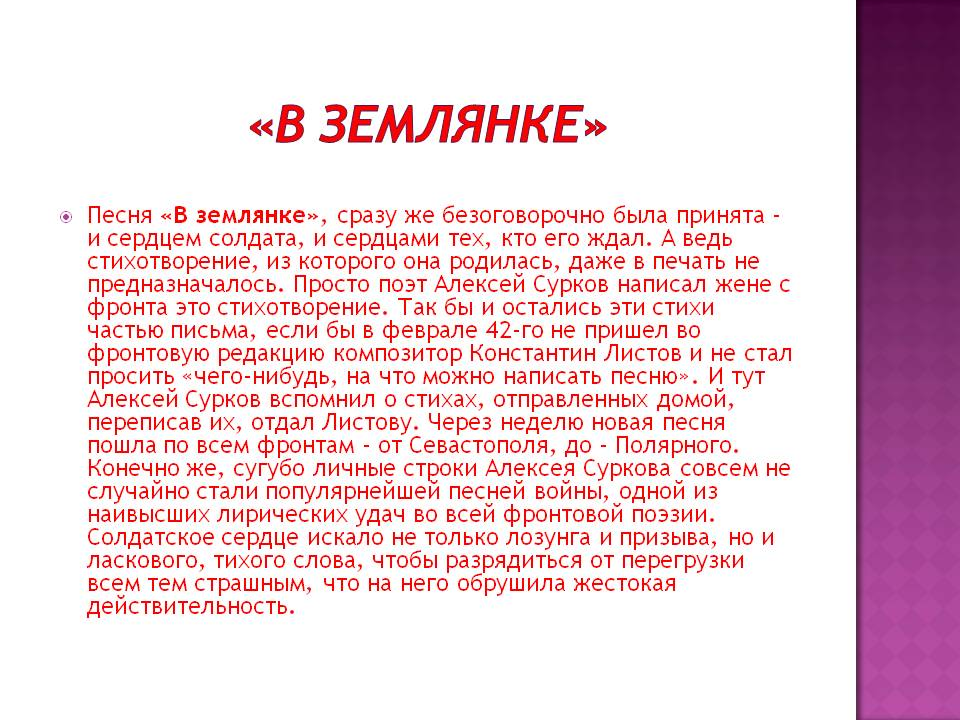 «В ЗЕМЛЯНКЕ»
Песня «В землянке», сразу же безоговорочно была принята -
и сердцем солдата, и сердцами тех, кто его ждал. А ведь
стихотворение, из которого она родилась, даже в печать не
предназначалось. Просто поэт Алексей Сурков написал жене с
фронта это стихотворение. Так бы и остались эти стихи
частью письма, если бы в феврале 42-го не пришел во
фронтовую редакцию композитор Константин Листов и не стал
просить «чего-нибудь, на что можно написать песню». И тут
Алексей Сурков вспомнил о стихах, отправленных домой,
переписав их, отдал Листову. Через неделю новая песня
пошла по всем фронтам - от Севастополя, до - Полярного.
Конечно же, сугубо личные строки Алексея Суркова совсем не
случайно стали популярнейшей песней войны, одной из
наивысших лирических удач во всей фронтовой поэзии.
Солдатское сердце искало не только лозунга и призыва, но и
ласкового, тихого слова, чтобы разрядиться от перегрузки
всем тем страшным, что на него обрушила жестокая
действительность.